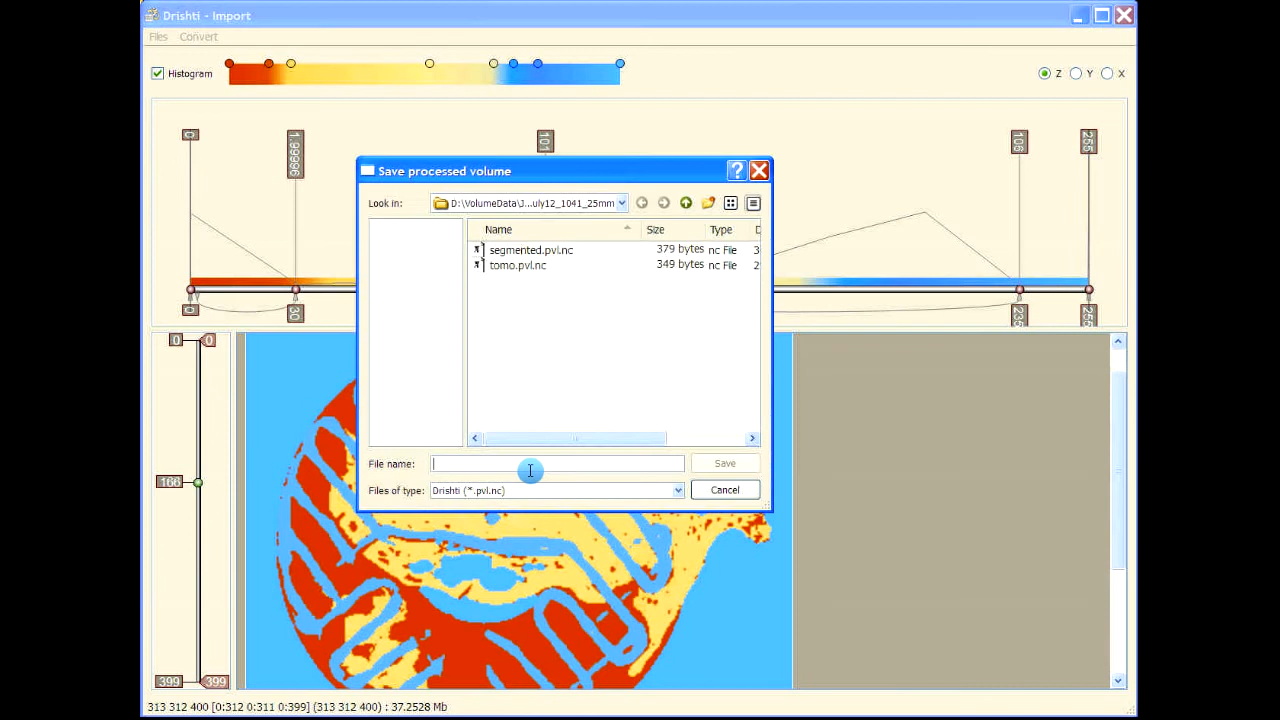 Drishti - Import
Files Convert
Histogram
Z Y X
0
1.99996
101
106
255
Save processed volume
Look in: D:\VolumeData\J...uly12_1041_25mm
Name Size Type D
segmented.pvl.nc 379 bytes nc File 3
tomo.pvl.nc 349 bytes nc File 2
0
30
235
255
File name: Save
Files of type: Drishti (*.pvl.nc) Cancel
0 0
166
399 399
313 312 400 [0:312 0:311 0:399] (313 312 400) : 37.2528 Mb